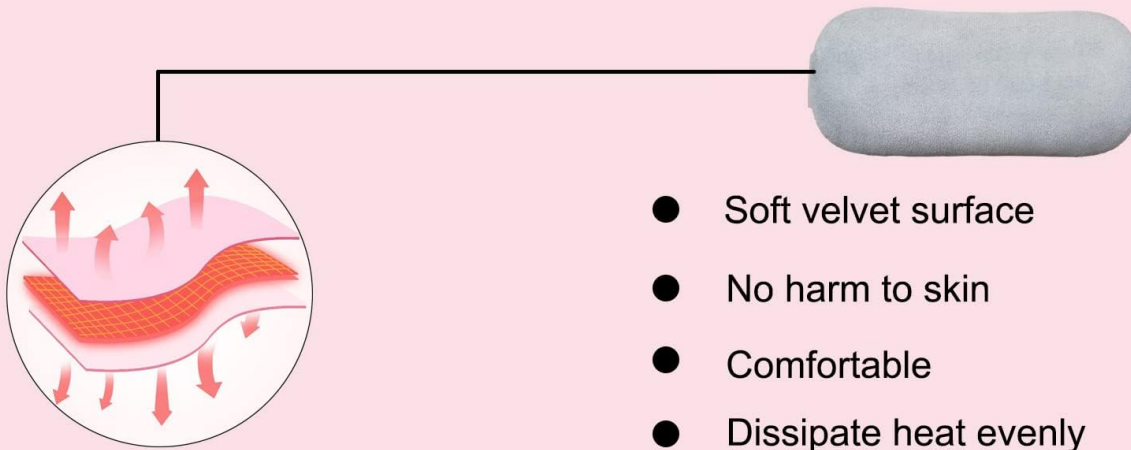 Soft velvet surface
No harm to skin
Comfortable
Dissipate heat evenly